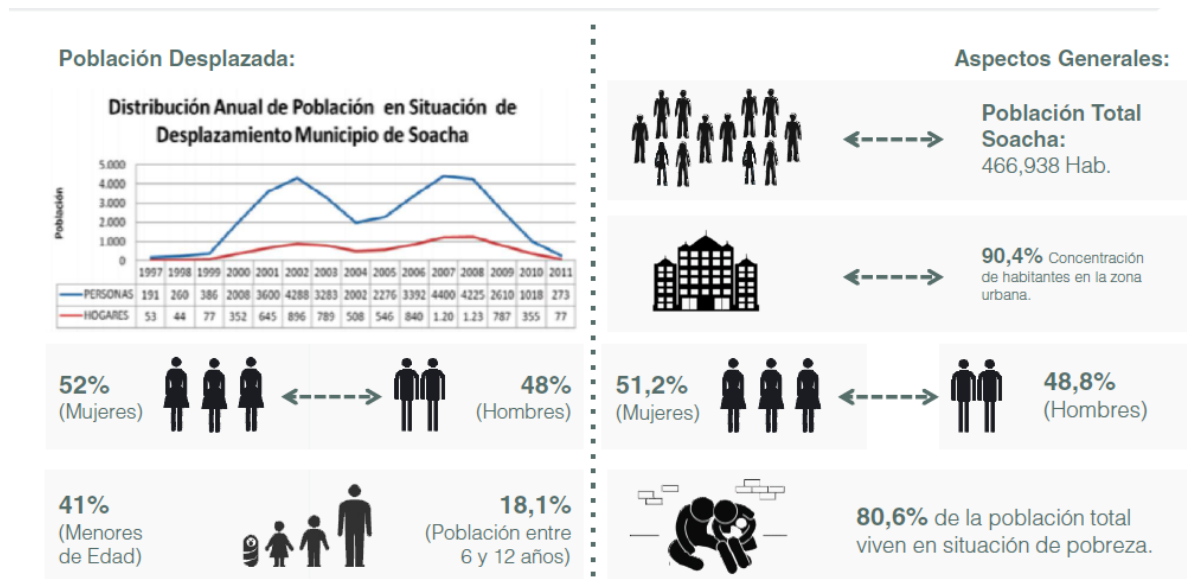 Población Desplazada:
Distribución Anual de Población en Situación de
Desplazamiento Municipio de Soacha
Población
5.000
4.000
3.000
2.000
1.000
0
1997 1998 1999 2000 2001 2002 2003 2004 2005 2006 2007 2008 2009 2010 2011
PERSONAS 191 260 386 2008 3600 4288 3283 2002 2276 3392 4400 4225 2610 1018 273
HOGARES 53 44 77 352 645 896 789 508 546 840 1.20 1.23 787 355 77
52%
(Mujeres)
48%
(Hombres)
41%
(Menores
de Edad)
18,1%
(Población entre
6 y 12 años)
Aspectos Generales:
Población Total
Soacha:
466,938 Hab.
90,4% Concentración
de habitantes en la zona
urbana.
51,2%
(Mujeres)
48,8%
(Hombres)
80,6% de la población total
viven en situación de pobreza.